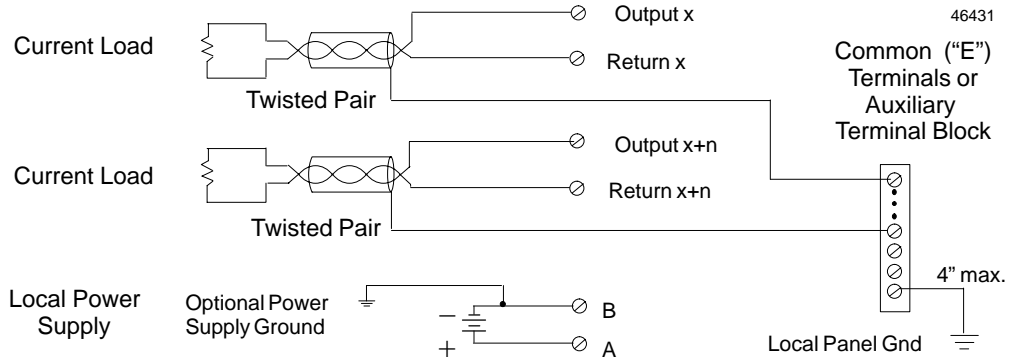 Output x
46431
Current Load
Return x
Common ("E")
Terminals or
Auxiliary
Terminal Block
Twisted Pair
Output x+n
Current Load
Return x+n
Twisted Pair
4” max.
Local Power
Supply
Optional Power
Supply Ground
B
−
+
A
Local Panel Gnd